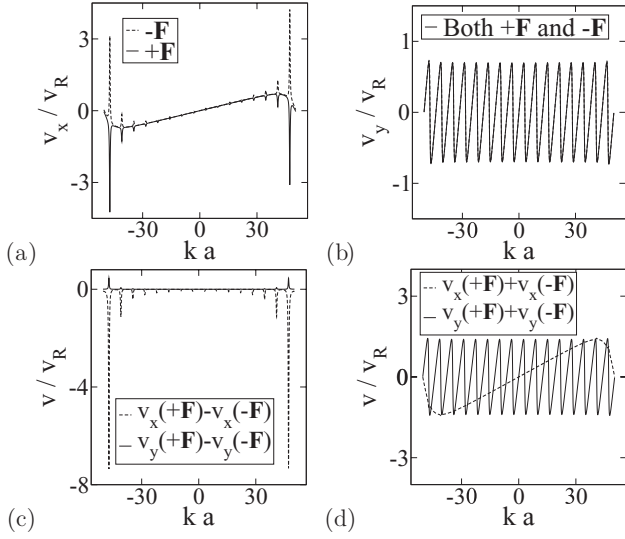 -F
+F
3
0
-3
v_x / v_R
-30
0
30
k a
(a)
Both +F and -F
1
0
-1
v_y / v_R
-30
0
30
k a
(b)
0
-4
-8
v / v_R
v_x(+F)-v_x(-F)
v_y(+F)-v_y(-F)
-30
0
30
k a
(c)
v_x(+F)+v_x(-F)
v_y(+F)+v_y(-F)
3
0
-3
v / v_R
-30
0
30
k a
(d)